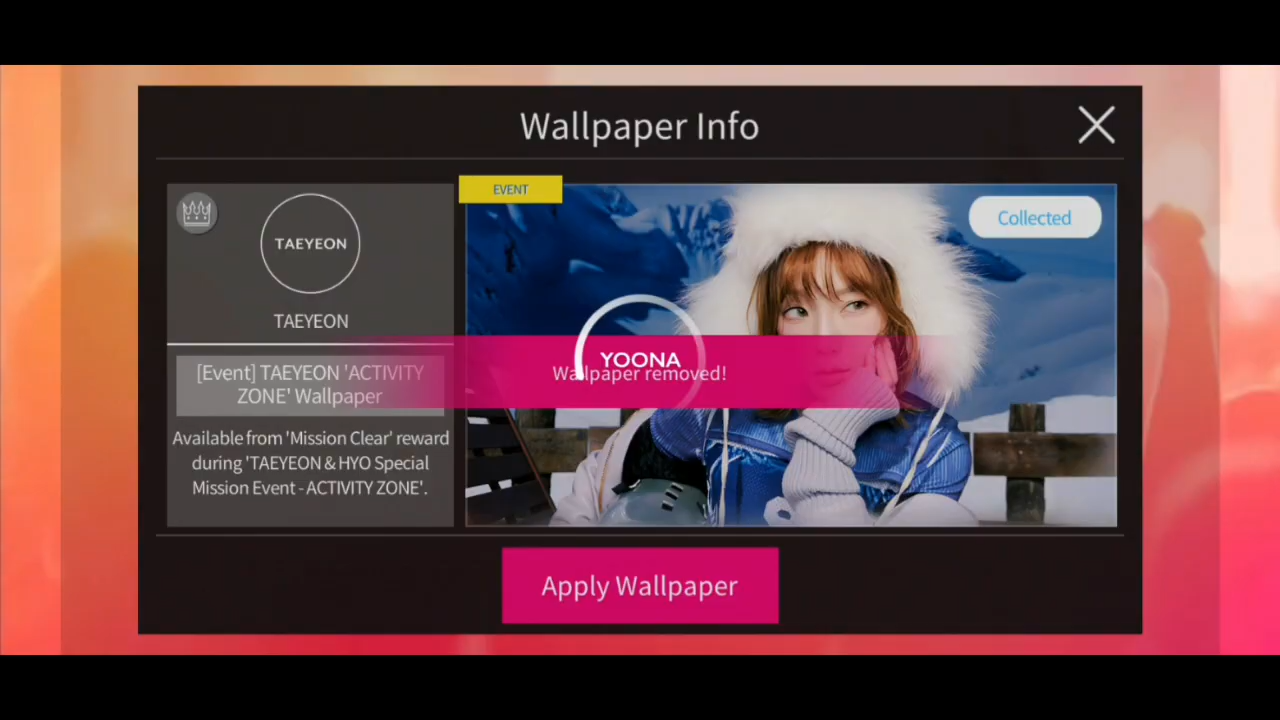 Wallpaper Info
EVENT
Collected
TAEYEON
TAEYEON
YOONA
Wallpaper removed!
[Event] TAEYEON 'ACTIVITY
ZONE' Wallpaper
Available from 'Mission Clear' reward
during 'TAEYEON & HYO Special
Mission Event - ACTIVITY ZONE'.
Apply Wallpaper